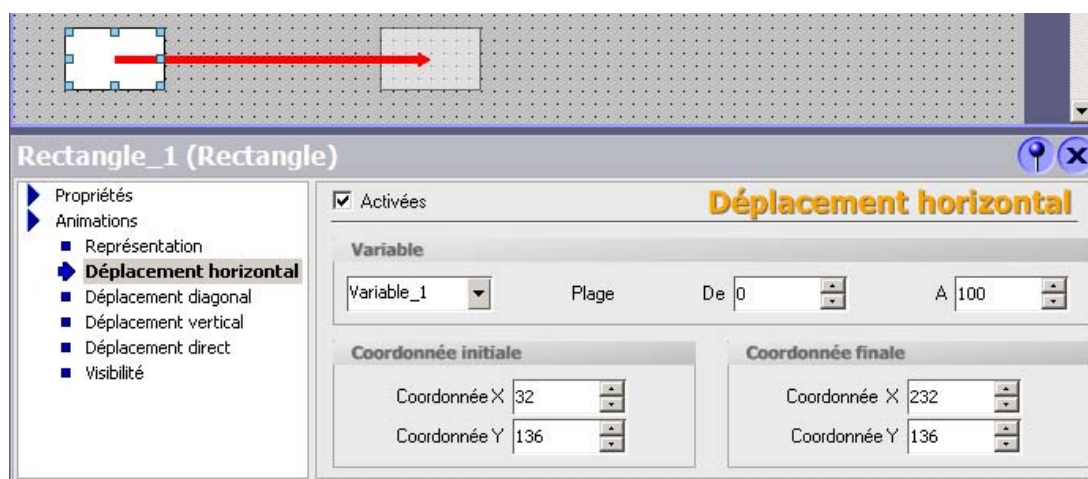 Rectangle_1 (Rectangle)
Propriétés
Animations
Représentation
Déplacement horizontal
Déplacement diagonal
Déplacement vertical
Déplacement direct
Visibilité
Activées
Déplacement horizontal
Variable
Variable_1 Plage De 0 A 100
Coordonnée initiale
Coordonnée X 32
Coordonnée Y 136
Coordonnée finale
Coordonnée X 232
Coordonnée Y 136